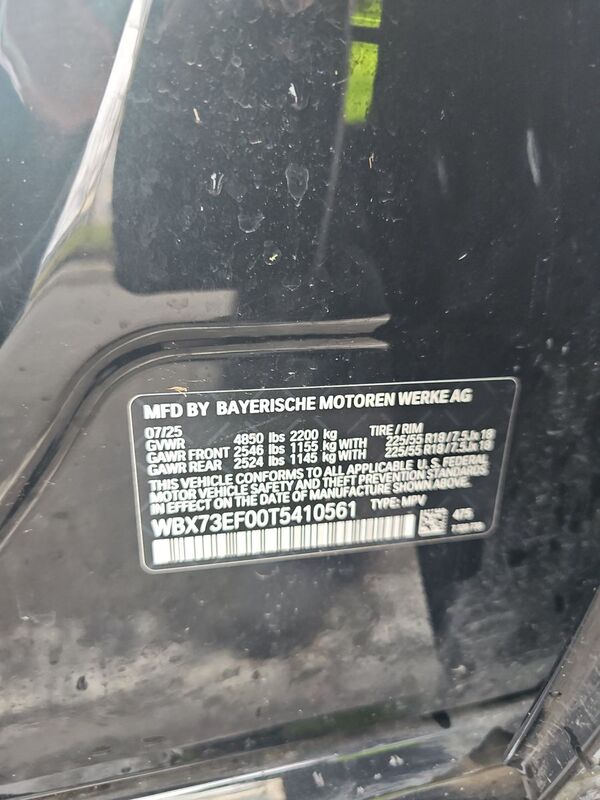 MFD BY BAYERISCHE MOTOREN WERKE AG
07/25 TIRE / RIM
GVWR 4850 lbs 2200 kg
GAWR FRONT 2546 lbs 1155 kg WITH 225/55 R18 / 7.5Jx18
GAWR REAR 2524 lbs 1145 kg WITH 225/55 R18 / 7.5Jx18
THIS VEHICLE CONFORMS TO ALL APPLICABLE U. S. FEDERAL
MOTOR VEHICLE SAFETY AND THEFT PREVENTION STANDARDS
IN EFFECT ON THE DATE OF MANUFACTURE SHOWN ABOVE.
WBX73EF00T5410561 TYPE: MPV
475